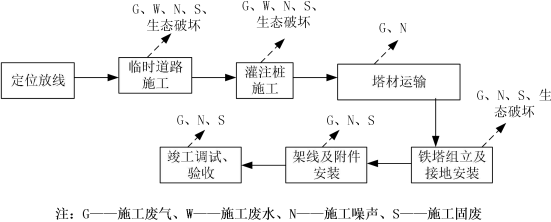 G、W、N、S、
生态破坏
G、W、N、S、
生态破坏
G、N
定位放线
临时道路
施工
灌注桩
施工
塔材运输
G、N、S、生
态破坏
G、N、S
G、N、S
竣工调试、
验收
架线及附件
安装
铁塔组立及
接地安装
注：G——施工废气、W——施工废水、N——施工噪声、S——施工固废